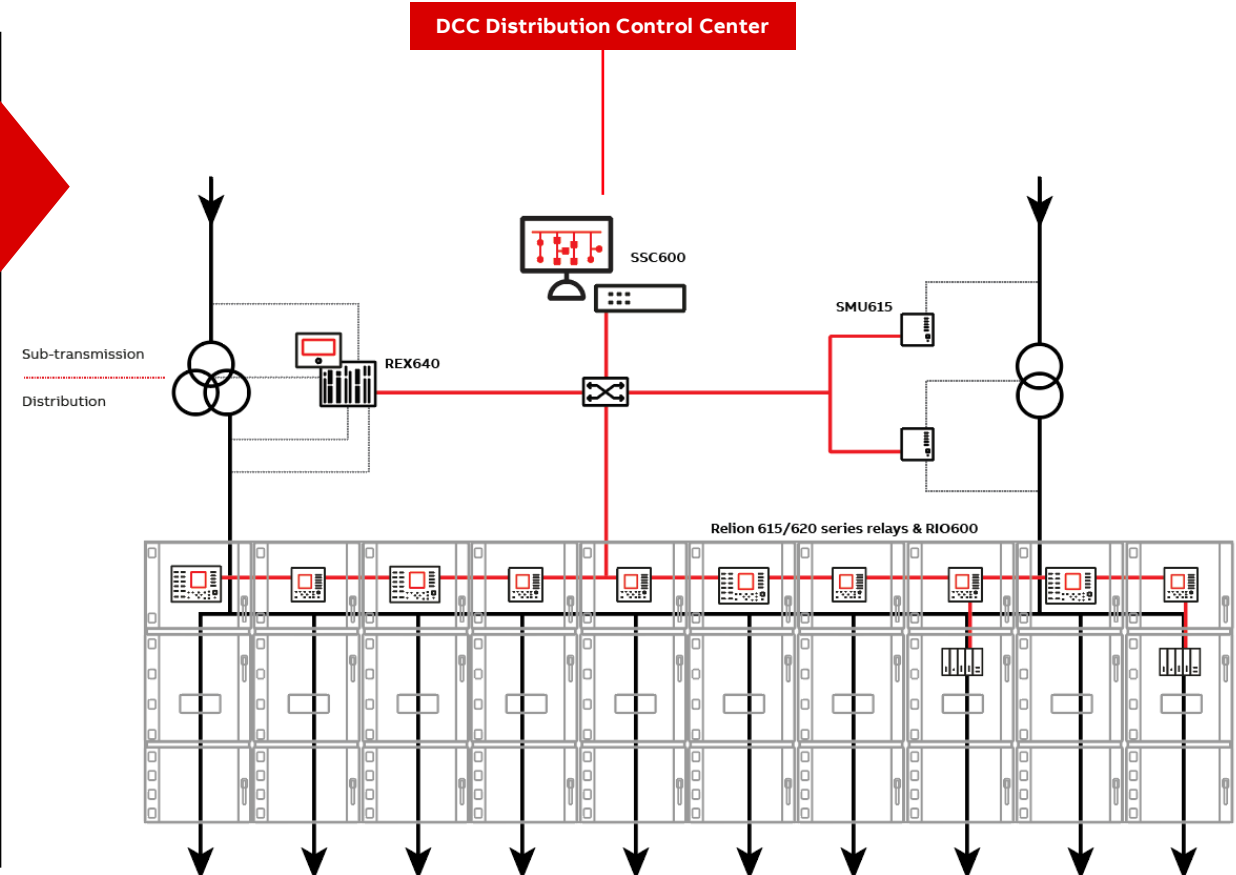 DCC Distribution Control Center
SSC600
SMU615
Sub-transmission
REX640
Distribution
Relion 615/620 series relays & RIO600